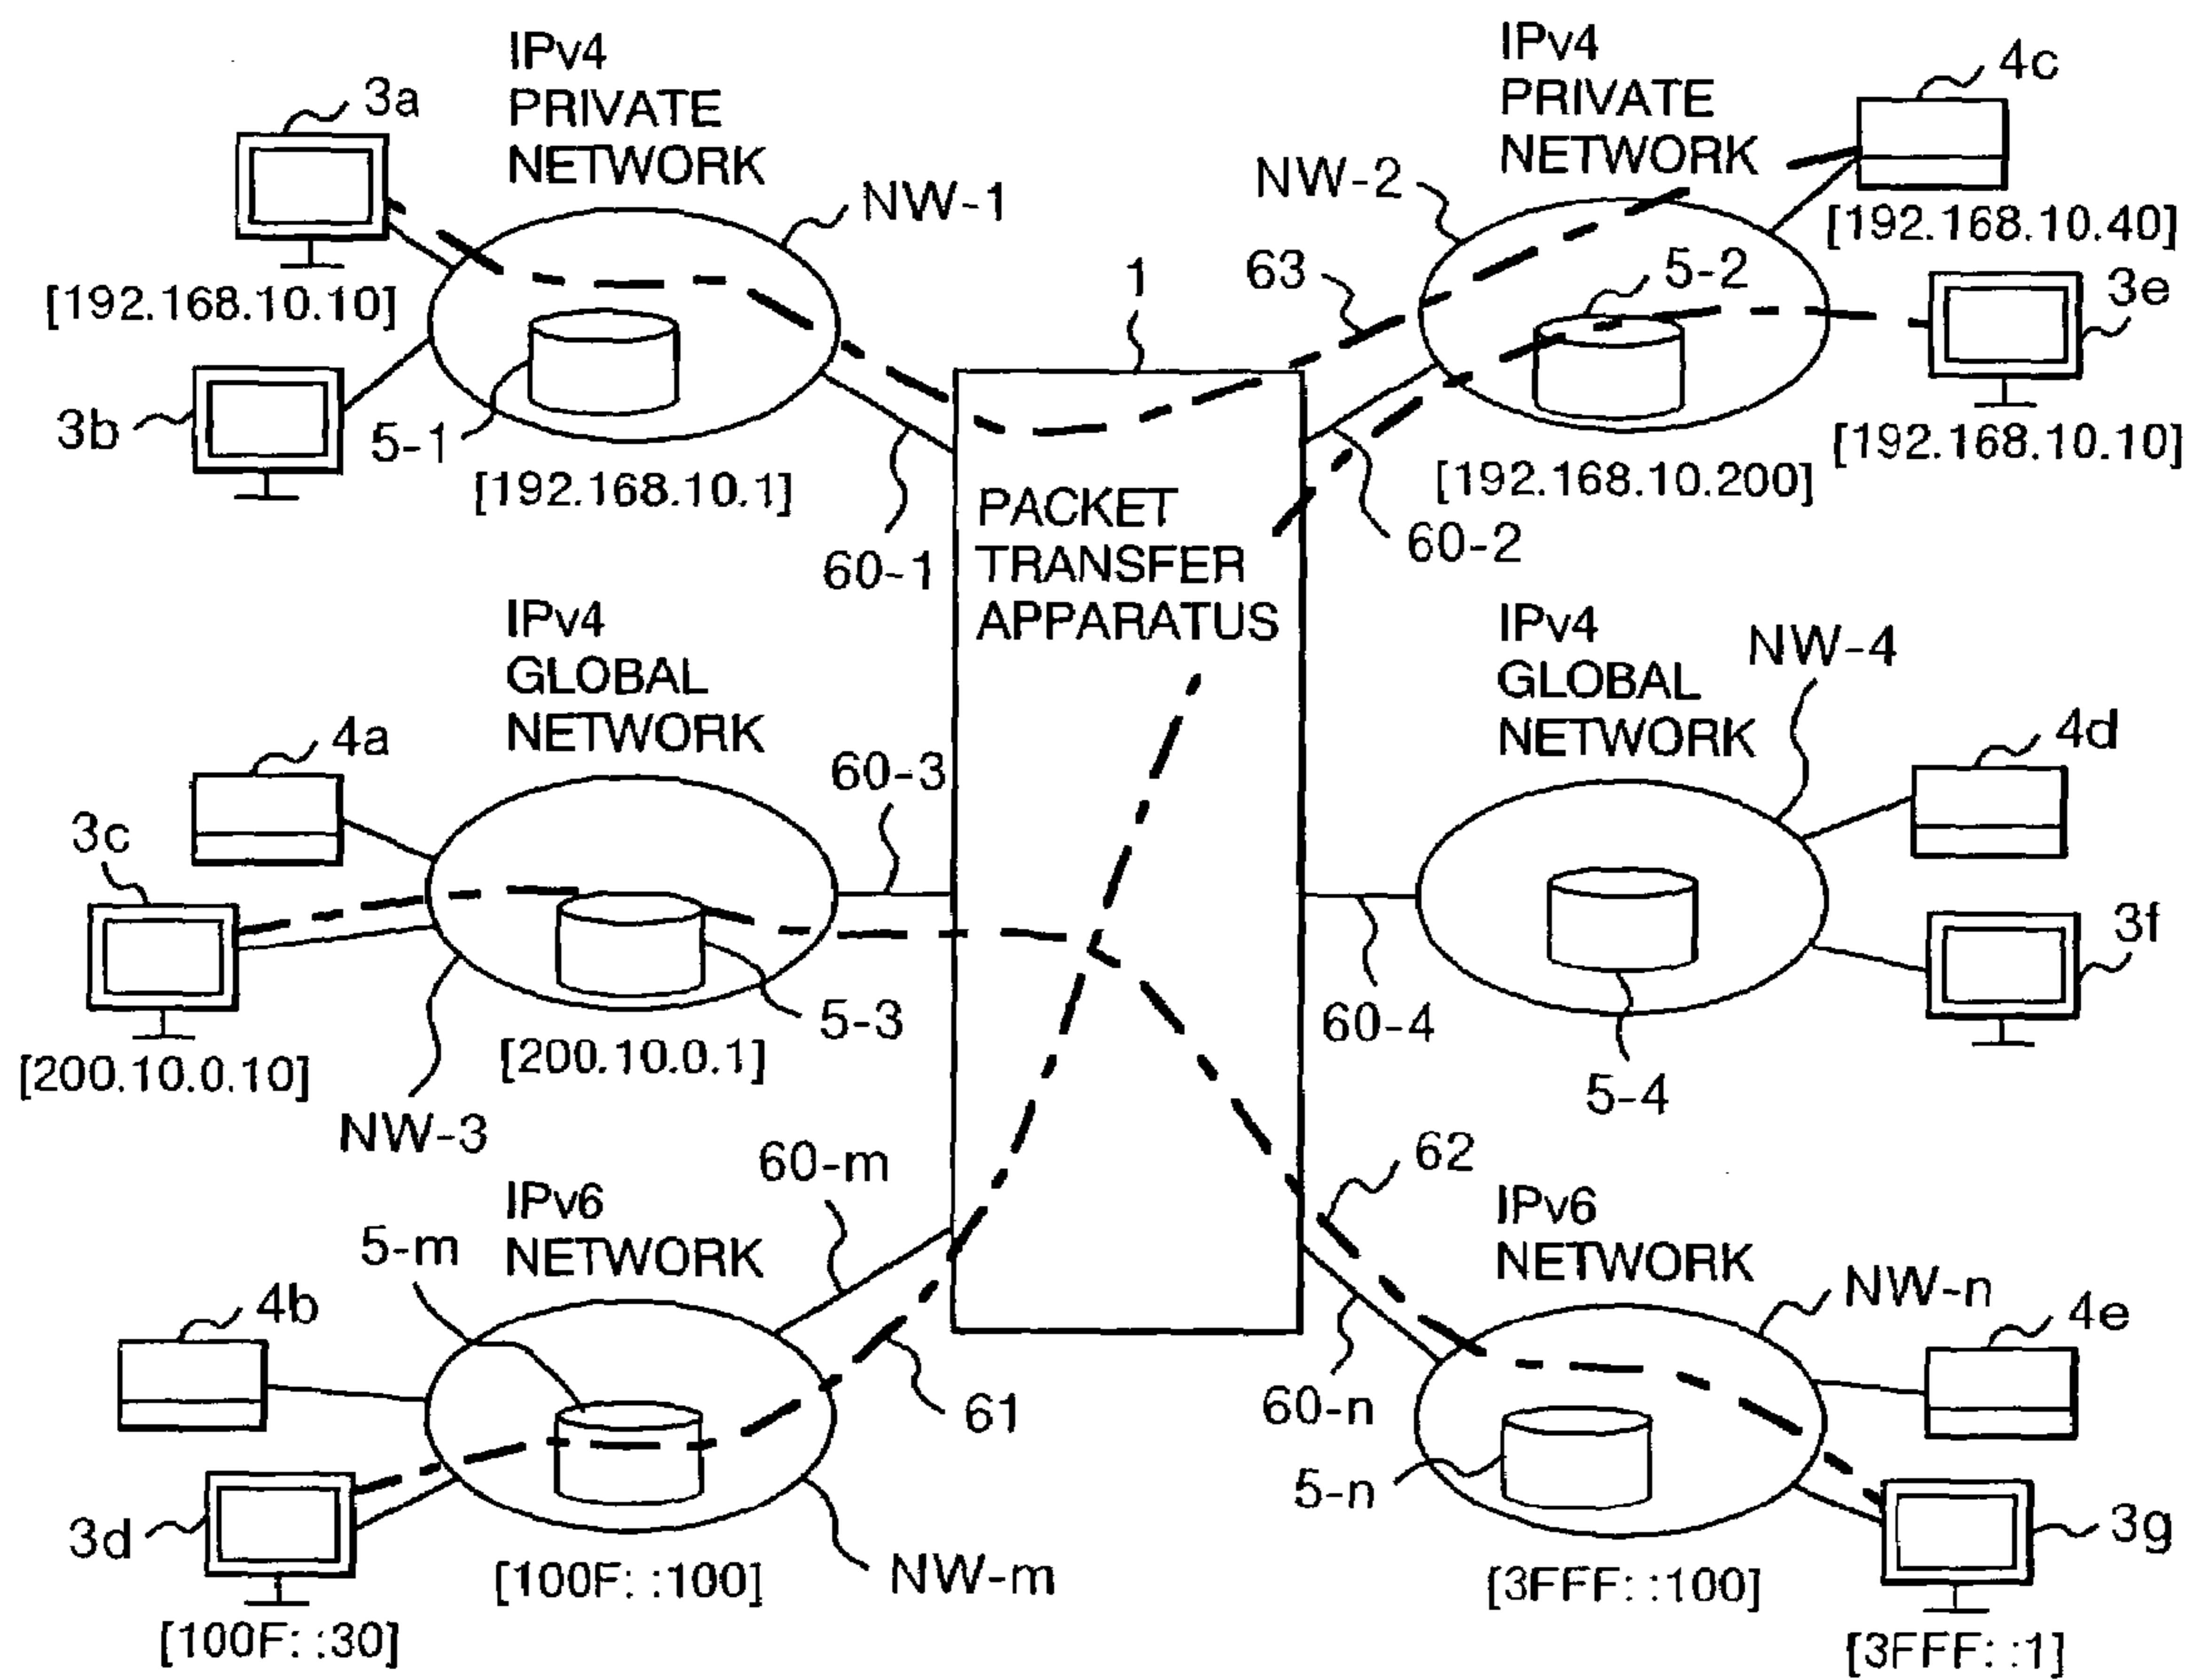 IPv4
PRIVATE
NETWORK
3a
NW-1
[192.168.10.10]
3b
5-1
[192.168.10.1]
60-1
IPv4
PRIVATE
NETWORK
4c
NW-2
[192.168.10.40]
63
5-2
3e
1
[192.168.10.10]
[192.168.10.200]
60-2
PACKET
TRANSFER
APPARATUS
IPv4
GLOBAL
NETWORK
4a
60-3
3c
5-3
[200.10.0.10]
[200.10.0.1]
NW-3
IPv4
GLOBAL
NETWORK
NW-4
4d
3f
60-4
5-4
60-m
IPv6
NETWORK
5-m
4b
61
3d
[100F: :100]
NW-m
[100F: :30]
62
IPv6
NETWORK
NW-n
4e
60-n
5-n
3g
[3FFF: :100]
[3FFF: :1]